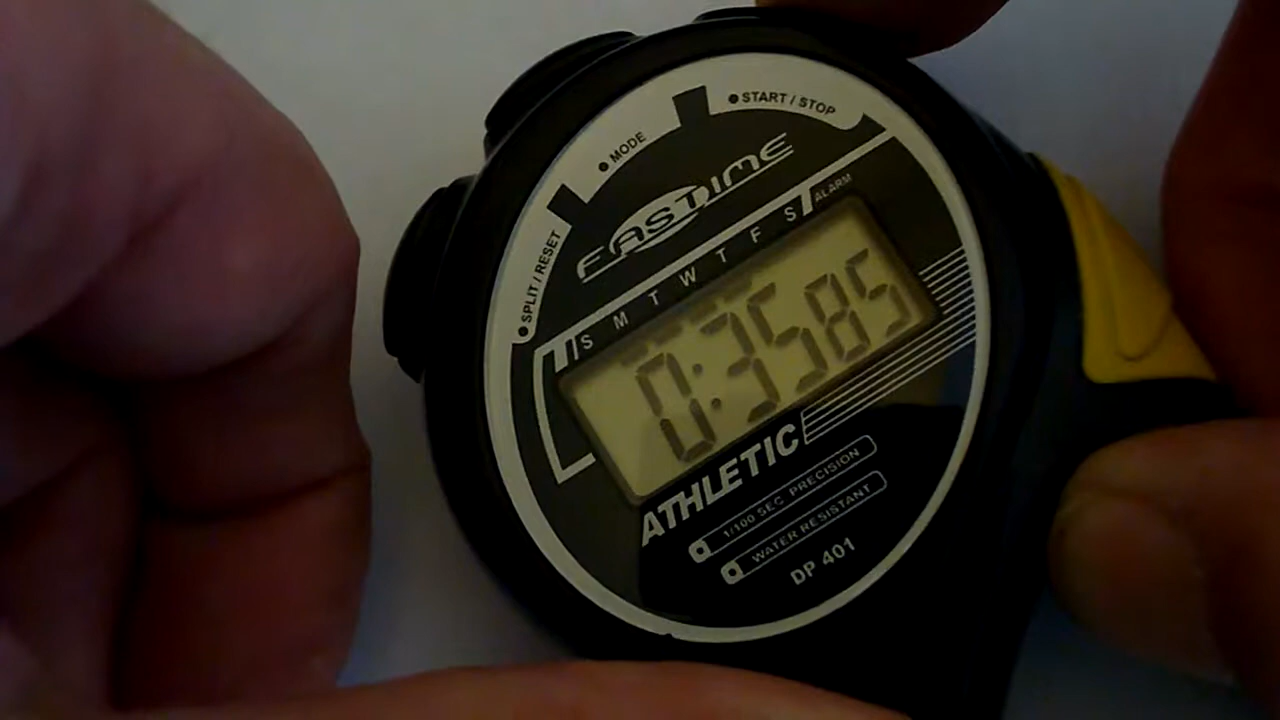 START / STOP
MODE
SPLIT / RESET
FASTIME
S M T W T F S ALARM
0:3585
ATHLETIC
1/100 SEC PRECISION
WATER RESISTANT
DP 401